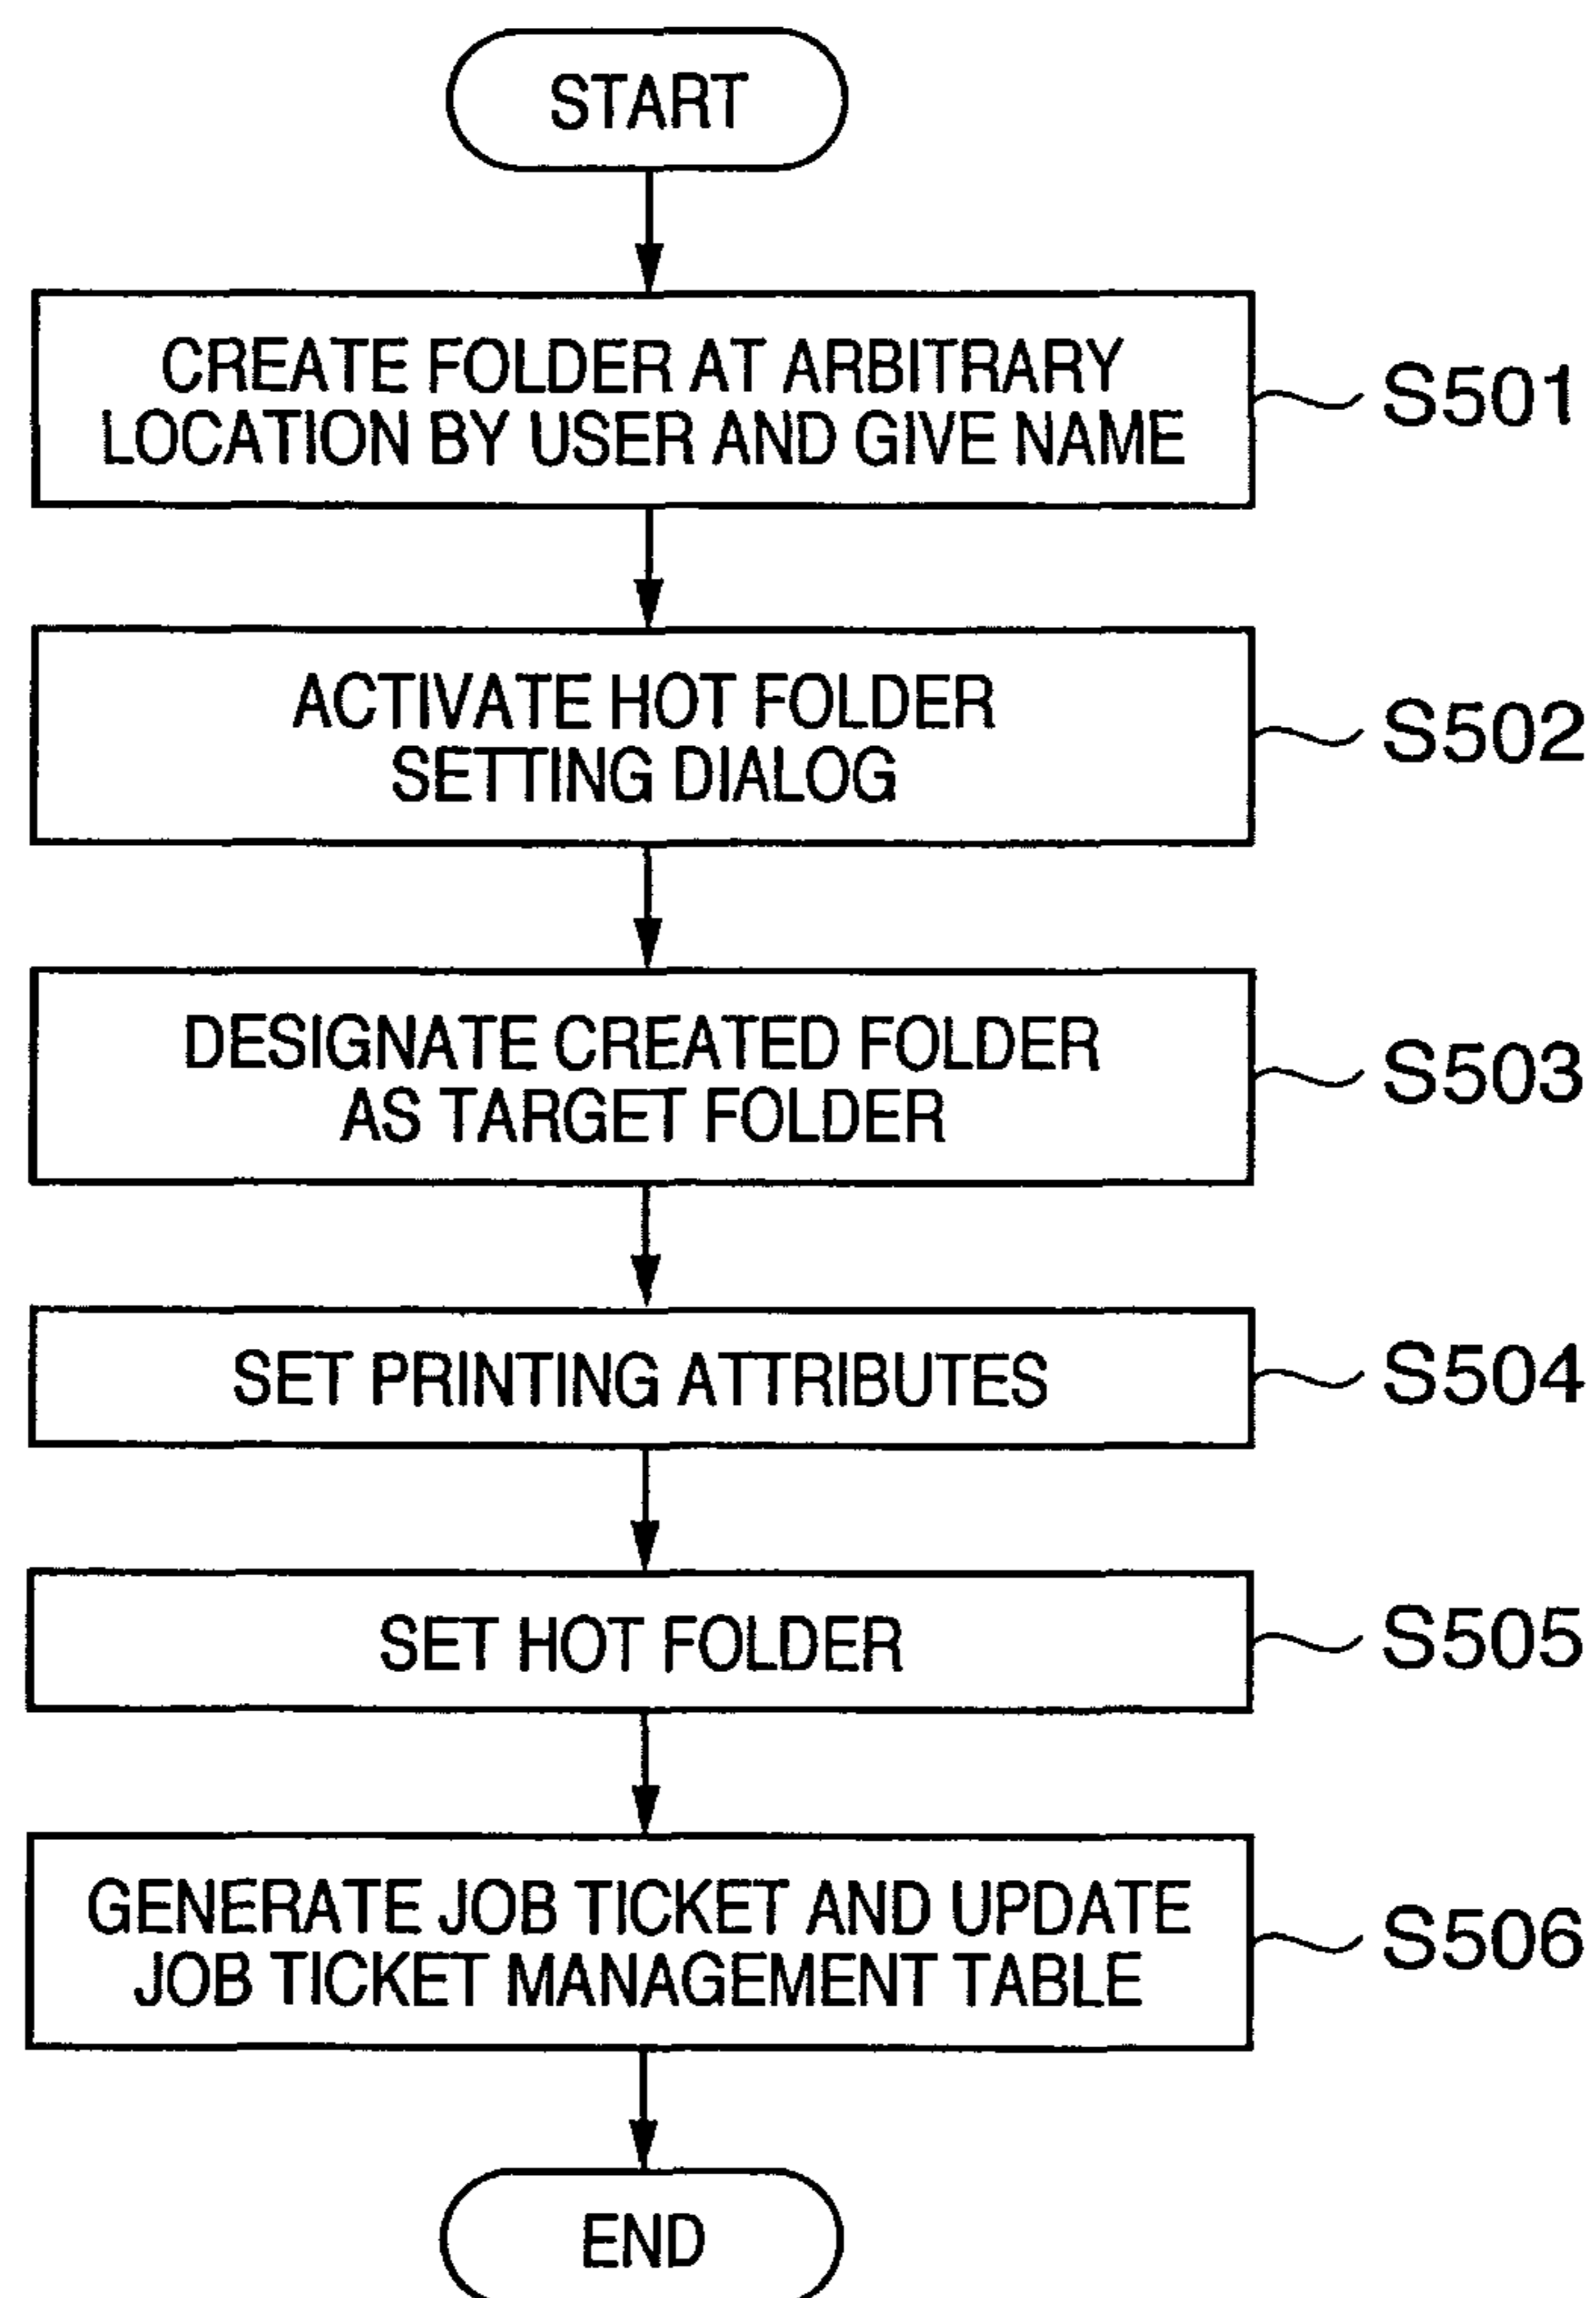 START
CREATE FOLDER AT ARBITRARY
LOCATION BY USER AND GIVE NAME
S501
ACTIVATE HOT FOLDER
SETTING DIALOG
S502
DESIGNATE CREATED FOLDER
AS TARGET FOLDER
S503
SET PRINTING ATTRIBUTES
S504
SET HOT FOLDER
S505
GENERATE JOB TICKET AND UPDATE
JOB TICKET MANAGEMENT TABLE
S506
END